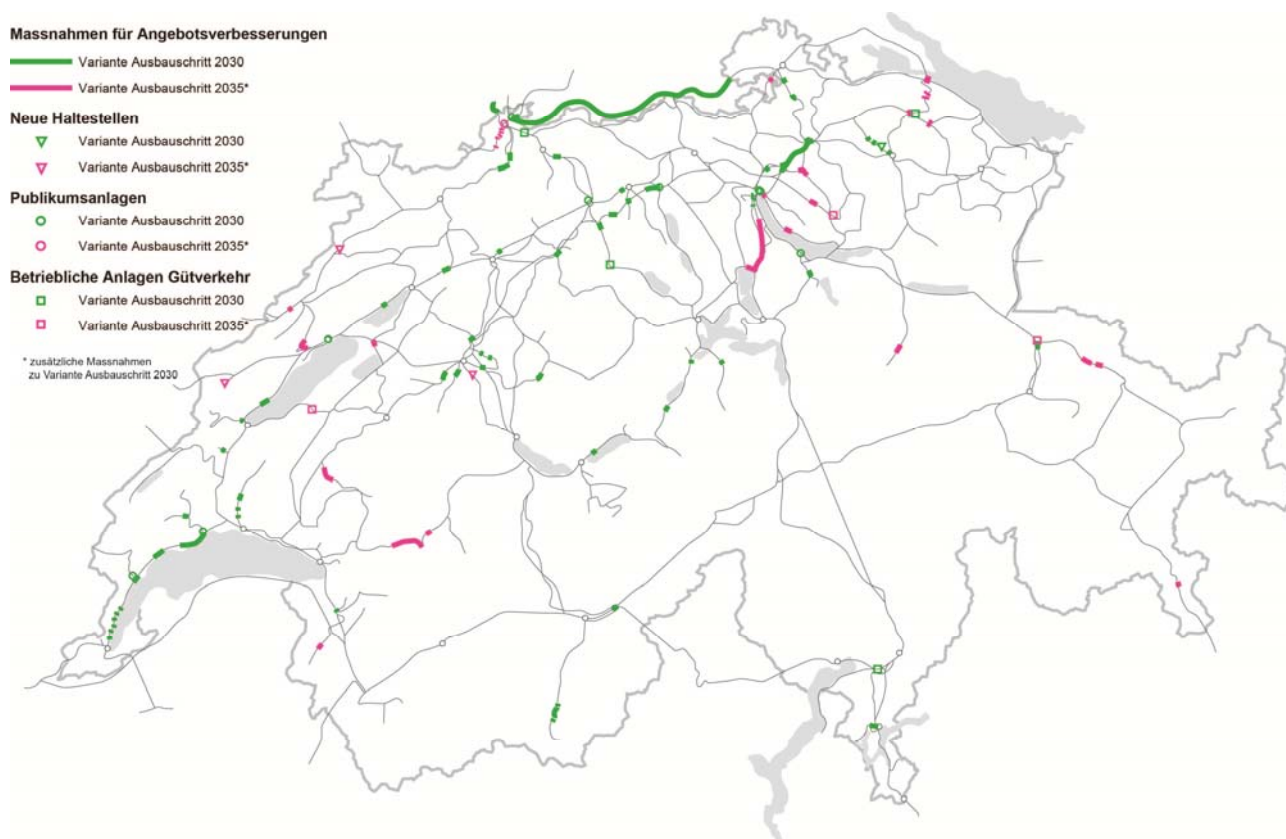 Massnahmen für Angebotsverbesserungen
Variante Ausbauschritt 2030
Variante Ausbauschritt 2035*
Neue Haltestellen
Variante Ausbauschritt 2030
Variante Ausbauschritt 2035*
Publikumsanlagen
Variante Ausbauschritt 2030
Variante Ausbauschritt 2035*
Betriebliche Anlagen Gütverkehr
Variante Ausbauschritt 2030
Variante Ausbauschritt 2035*
* zusätzliche Massnahmen
zu Variante Ausbauschritt 2030